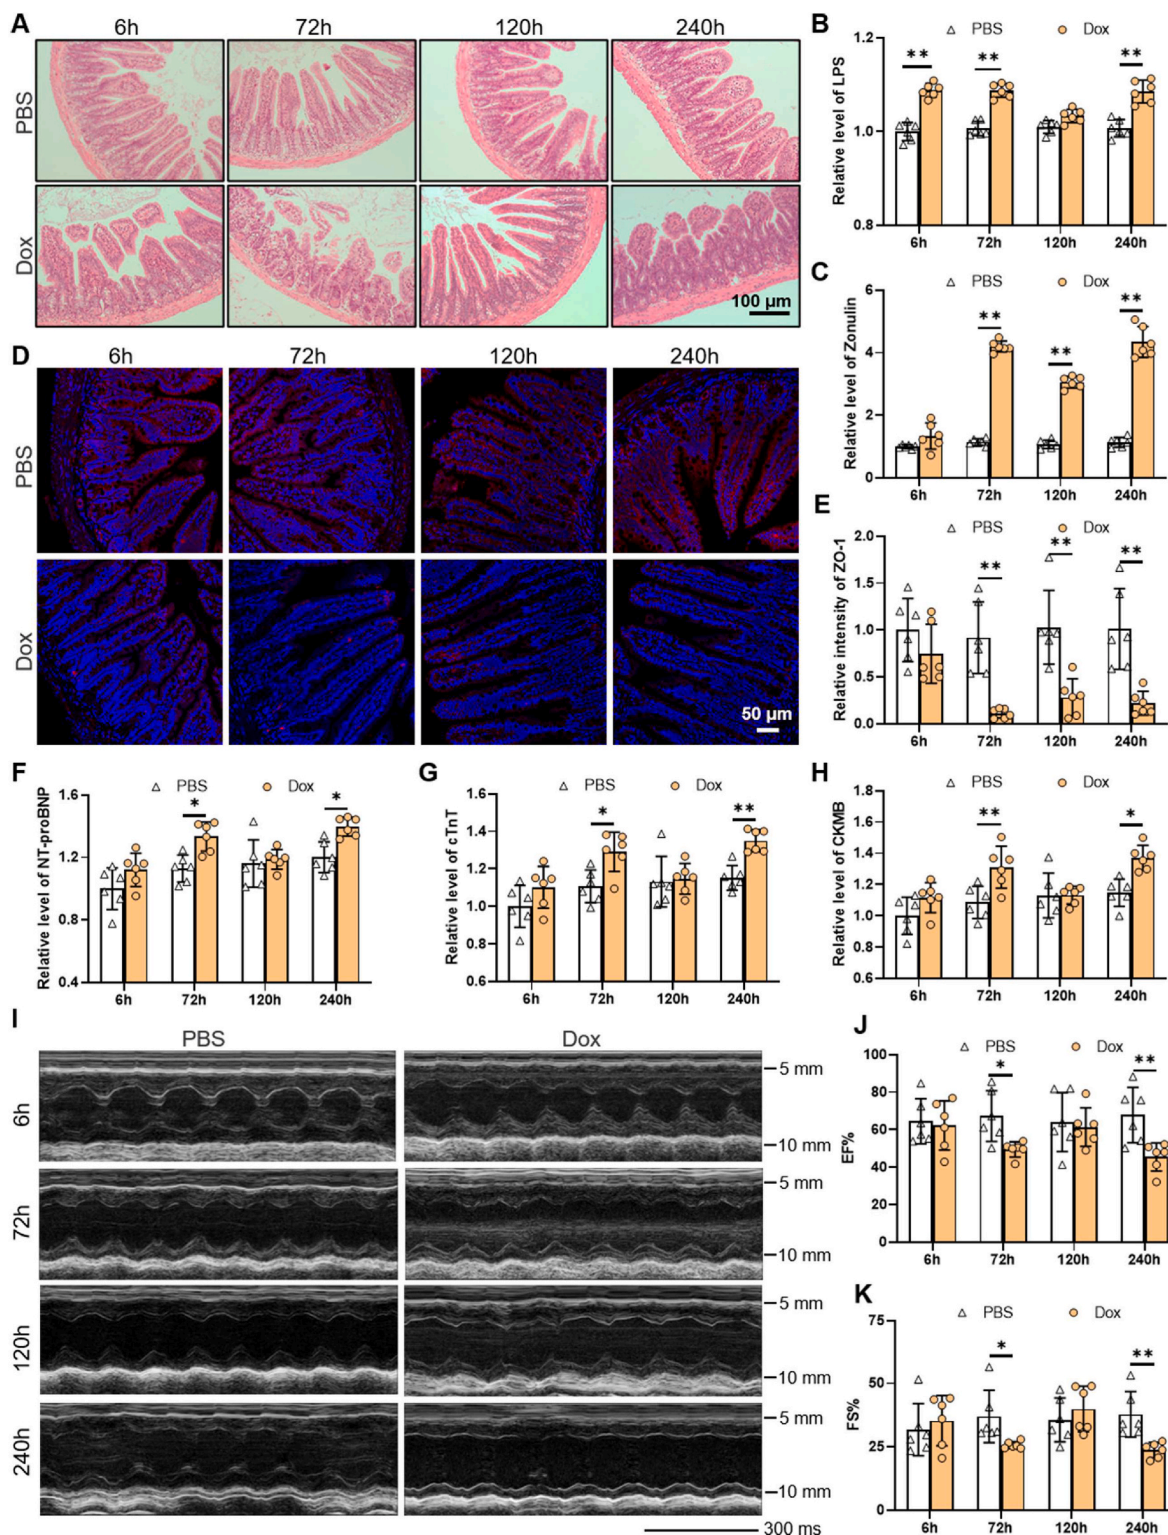 A
6h
72h
120h
240h
PBS
Dox
100 µm
B
PBS
Dox
Relative level of LPS
1.2
1.0
0.8
**
**
**
6h
72h
120h
240h
C
PBS
Dox
Relative level of Zonulin
6
4
2
0
**
**
**
6h
72h
120h
240h
D
6h
72h
120h
240h
PBS
Dox
50 µm
E
PBS
Dox
Relative intensity of ZO-1
2.0
1.5
1.0
0.5
0.0
**
**
**
6h
72h
120h
240h
F
PBS
Dox
Relative level of NT-proBNP
1.6
1.2
0.8
0.4
*
*
6h
72h
120h
240h
G
PBS
Dox
Relative level of cTnT
1.6
1.4
1.2
1.0
0.8
0.6
*
**
6h
72h
120h
240h
H
PBS
Dox
Relative level of CKMB
1.8
1.6
1.4
1.2
1.0
0.8
0.6
**
*
6h
72h
120h
240h
I
PBS
Dox
6h
5 mm
10 mm
72h
5 mm
10 mm
120h
5 mm
10 mm
240h
5 mm
10 mm
300 ms
J
PBS
Dox
EF%
100
80
60
40
20
0
*
**
6h
72h
120h
240h
K
PBS
Dox
FS%
75
50
25
0
*
**
6h
72h
120h
240h